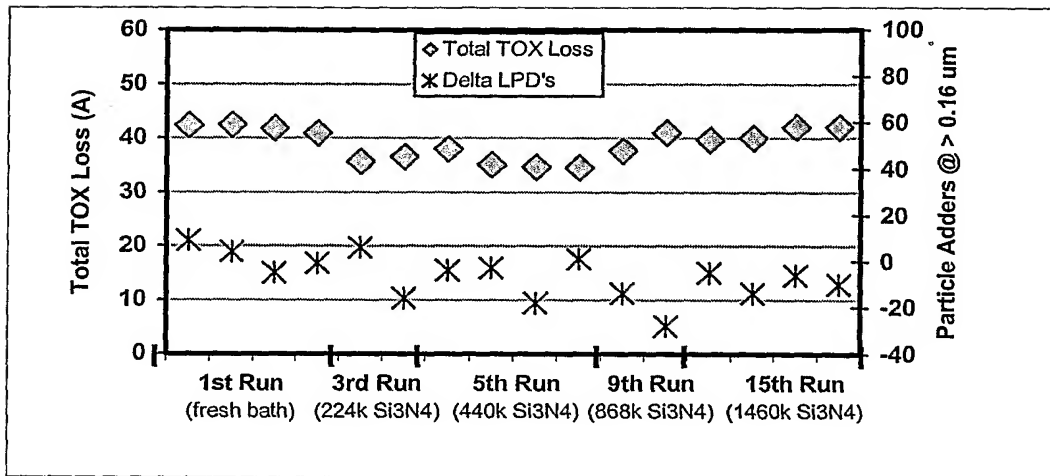 60
50
40
30
20
10
0
Total TOX Loss (A)
Total TOX Loss
Delta LPD's
100
80
60
40
20
0
-20
-40
Particle Adders @ > 0.16 um
1st Run 3rd Run 5th Run 9th Run 15th Run
(fresh bath) (224k Si3N4) (440k Si3N4) (868k Si3N4) (1460k Si3N4)